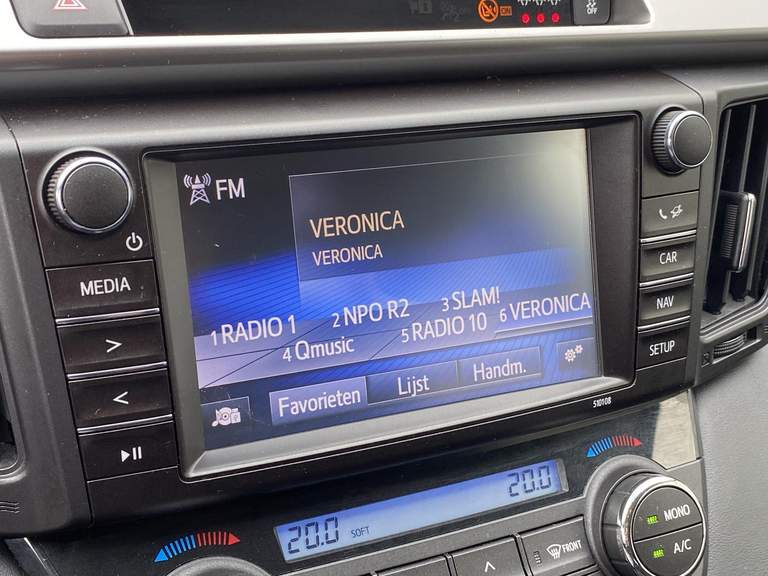 OFF
FM
VERONICA
VERONICA
MEDIA
CAR
NAV
SETUP
1 RADIO 1 2 NPO R2 3 SLAM!
4 Qmusic 5 RADIO 10 6 VERONICA
Favorieten Lijst Handm.
510108
20.0 SOFT 20.0
FRONT
MONO
A/C